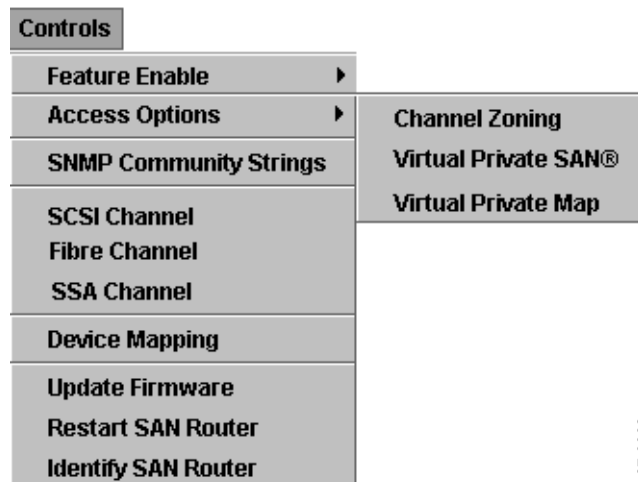 Controls
Feature Enable
Access Options
SNMP Community Strings
SCSI Channel
Fibre Channel
SSA Channel
Device Mapping
Update Firmware
Restart SAN Router
Identify SAN Router
Channel Zoning
Virtual Private SAN®
Virtual Private Map